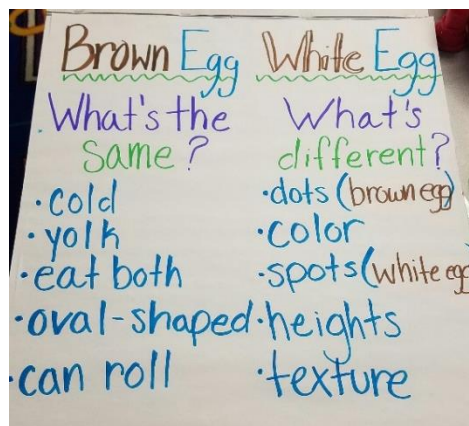 Brown Egg White Egg
What's the
same?
• cold
• yolk
• eat both
• oval-shaped
• can roll
What's
different?
• dots (brown egg)
• color
• spots (white egg
• heights
• texture